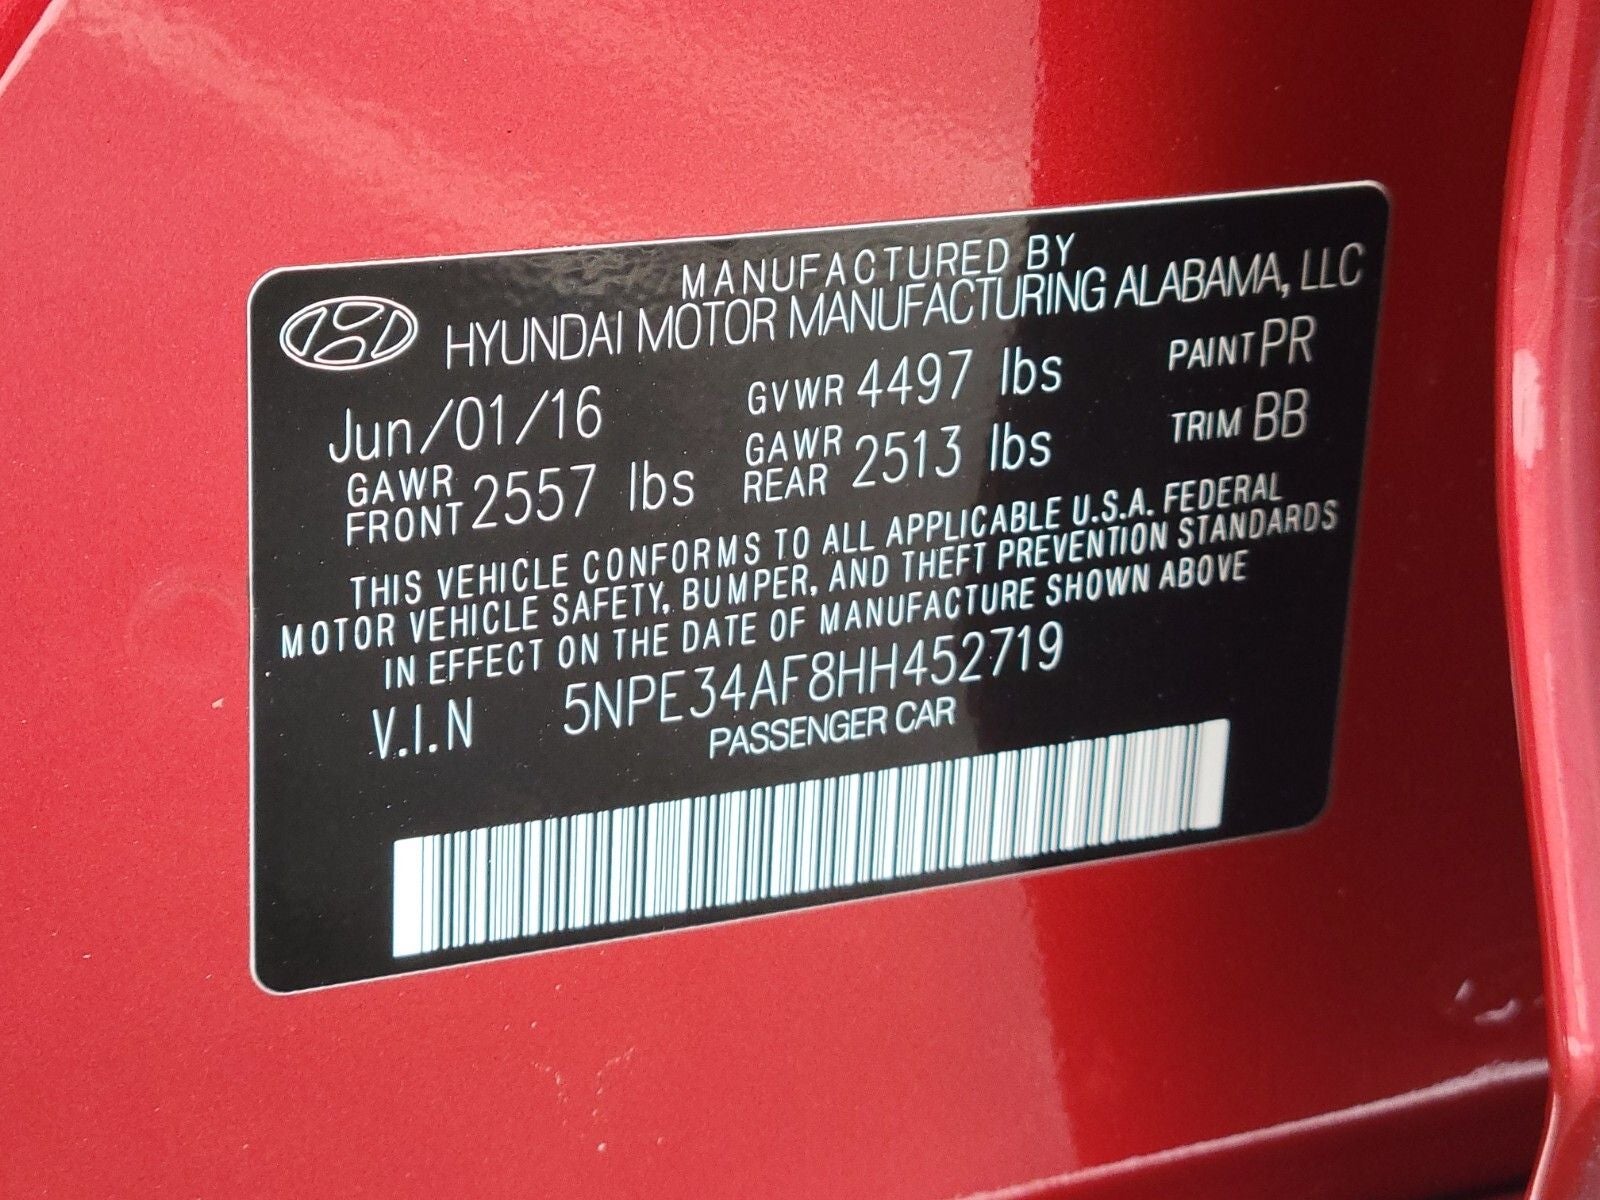 MANUFACTURED BY
HYUNDAI MOTOR MANUFACTURING ALABAMA, LLC
Jun/01/16 GVWR 4497 lbs PAINT PR
GAWR FRONT 2557 lbs GAWR REAR 2513 lbs TRIM BB
THIS VEHICLE CONFORMS TO ALL APPLICABLE U.S.A. FEDERAL
MOTOR VEHICLE SAFETY, BUMPER, AND THEFT PREVENTION STANDARDS
IN EFFECT ON THE DATE OF MANUFACTURE SHOWN ABOVE
V.I.N 5NPE34AF8HH452719
PASSENGER CAR